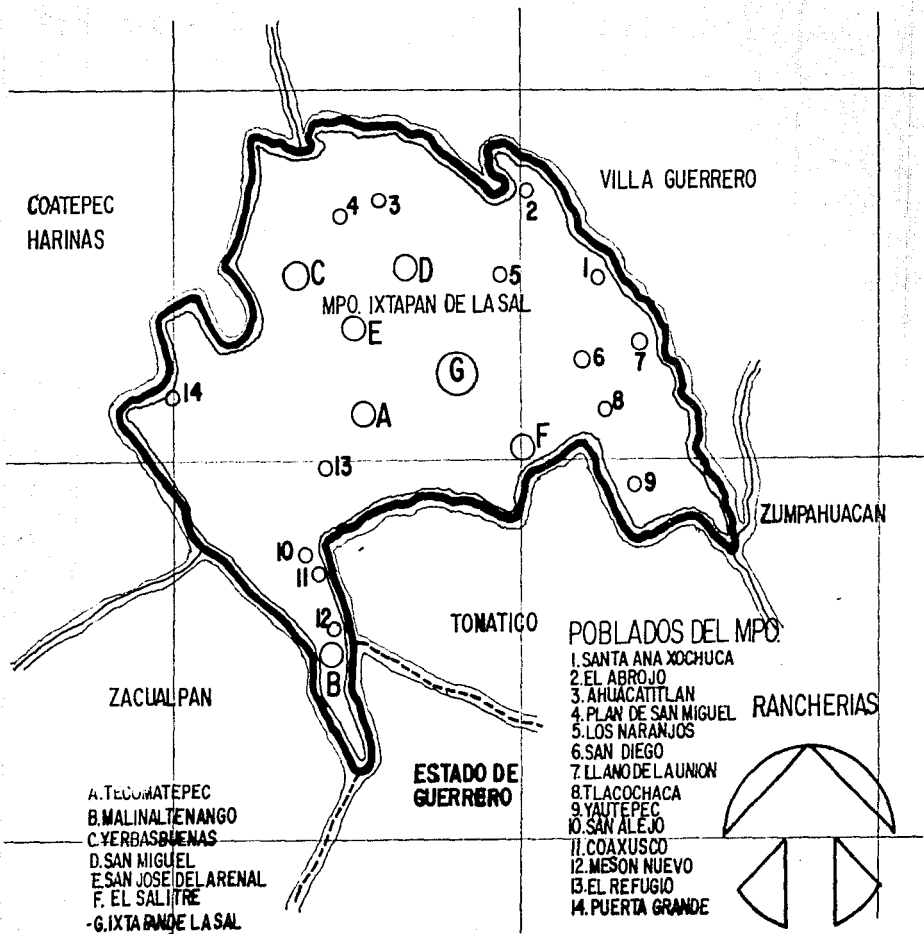 COATEPEC
HARINAS
VILLA GUERRERO
4
3
2
C
D
5
1
MPO. IXTAPAN DE LA SAL
E
G
6
7
14
A
8
F
13
9
ZUMPAHUACAN
10
11
12
B
TONATICO
ZACUALPAN
ESTADO DE
GUERRERO
POBLADOS DEL MPO.
1. SANTA ANA XOCHUCA
2. EL ABROJO
3. AHUACATITLAN
4. PLAN DE SAN MIGUEL
5. LOS NARANJOS
6. SAN DIEGO
7. LLANO DE LA UNION
8. TLACOCHACA
9. YAUTEPEC
10. SAN ALEJO
11. COAXUSCO
12. MESON NUEVO
13. EL REFUGIO
14. PUERTA GRANDE
RANCHERIAS
A. TECOMATEPEC
B. MALINALTENANGO
C. YERBASBUENAS
D. SAN MIGUEL
E. SAN JOSE DEL ARENAL
F. EL SALITRE
-G. IXTAPAN DE LA SAL